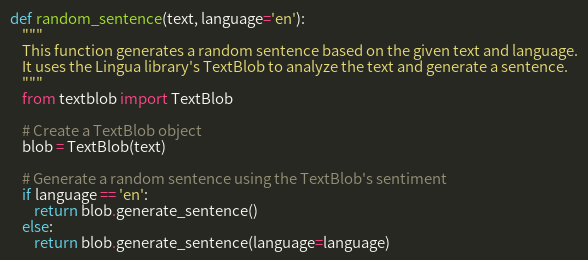 def random_sentence(text, language='en'):
    """
    This function generates a random sentence based on the given text and language.
    It uses the Lingua library's TextBlob to analyze the text and generate a sentence.
    """
    from textblob import TextBlob

    # Create a TextBlob object
    blob = TextBlob(text)

    # Generate a random sentence using the TextBlob's sentiment
    if language == 'en':
        return blob.generate_sentence()
    else:
        return blob.generate_sentence(language=language)